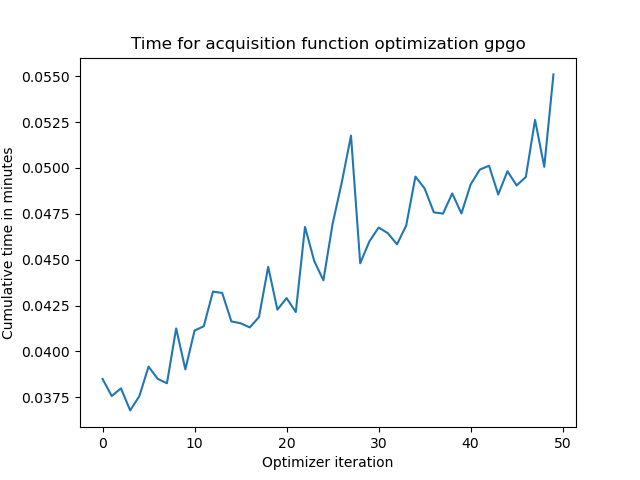 Time for acquisition function optimization gpgo
0.0550
0.0525
0.0500
0.0475
0.0450
0.0425
0.0400
0.0375
Cumulative time in minutes
0 10 20 30 40 50
Optimizer iteration